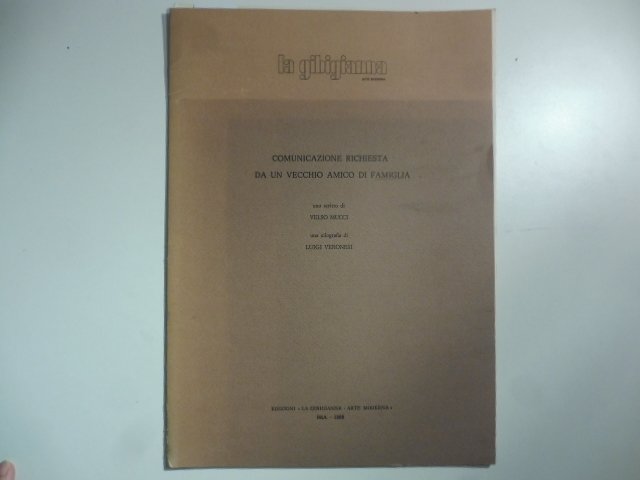 la gibigianna
arte moderna
COMUNICAZIONE RICHIESTA
DA UN VECCHIO AMICO DI FAMIGLIA
uno scritto di
VELSO MUCCI
una xilografia di
LUIGI VERONESI
EDIZIONI « LA GIBIGIANNA - ARTE MODERNA »
BRA -